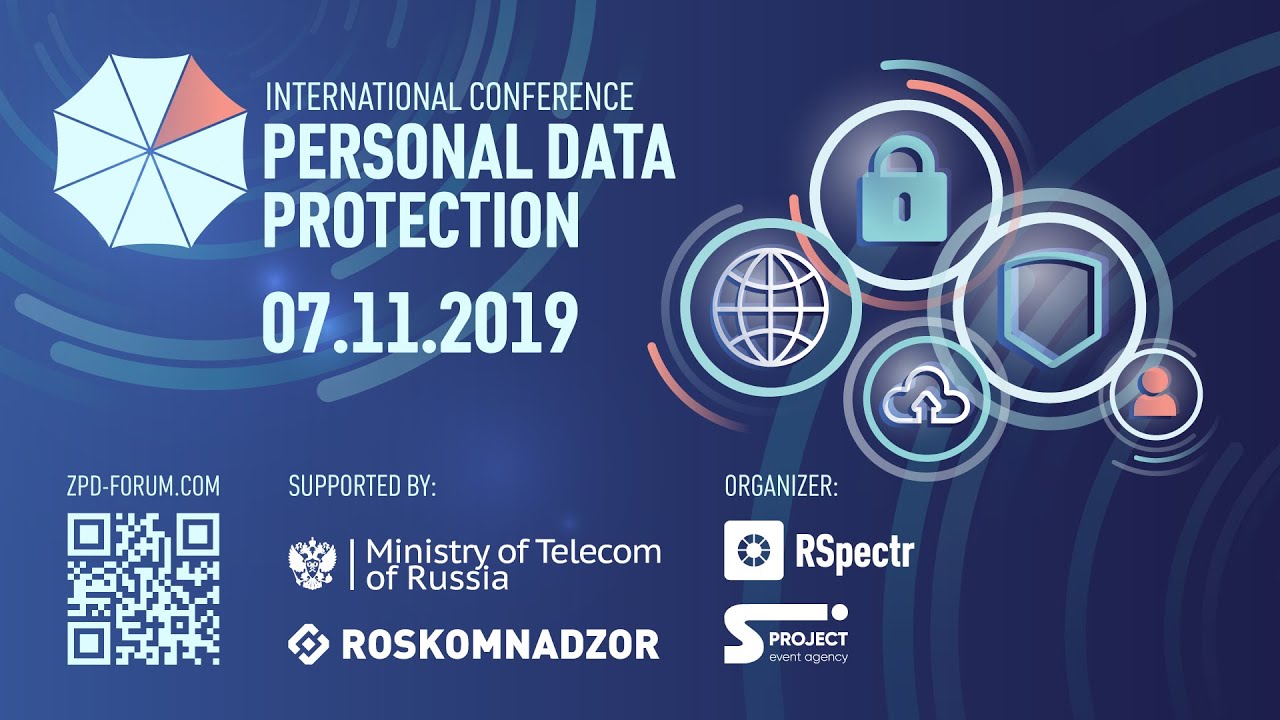 INTERNATIONAL CONFERENCE
PERSONAL DATA
PROTECTION
07.11.2019
ZPD-FORUM.COM
SUPPORTED BY:
Ministry of Telecom
of Russia
ROSKOMNADZOR
ORGANIZER:
RSpectr
PROJECT
event agency